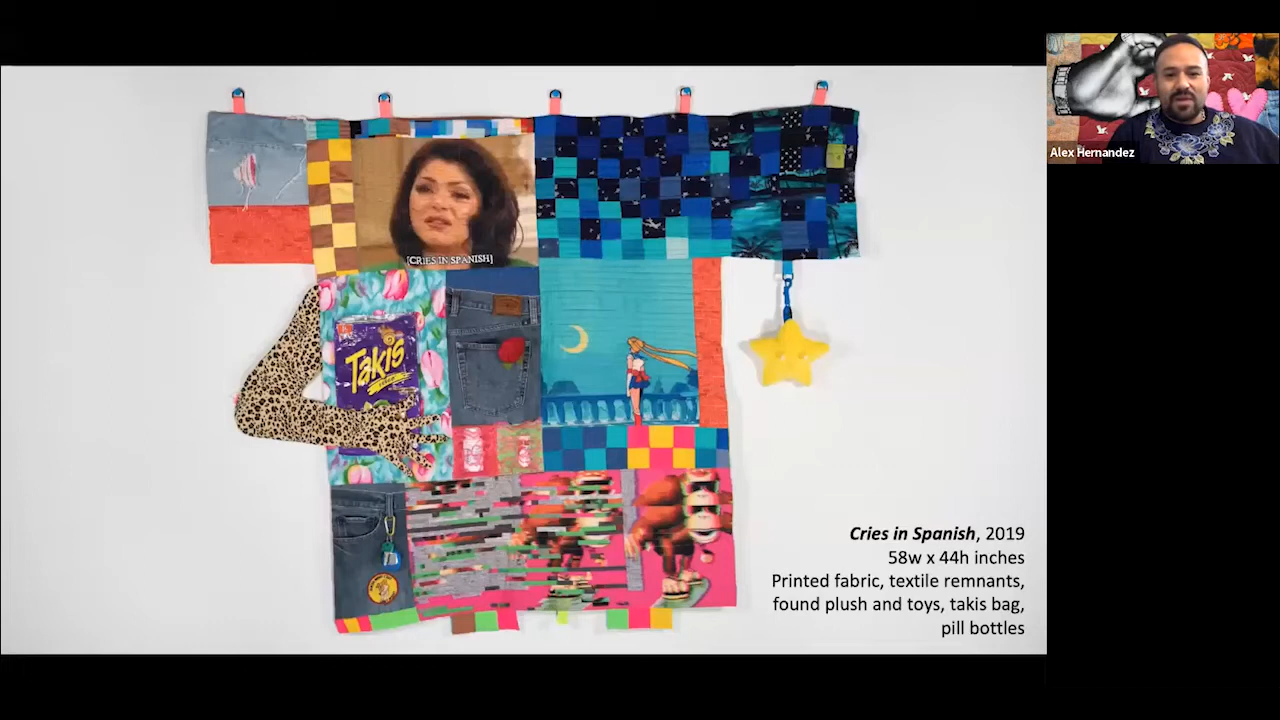 Alex Hernandez
[CRIES IN SPANISH]
Takis
Cries in Spanish, 2019
58w x 44h inches
Printed fabric, textile remnants,
found plush and toys, takis bag,
pill bottles